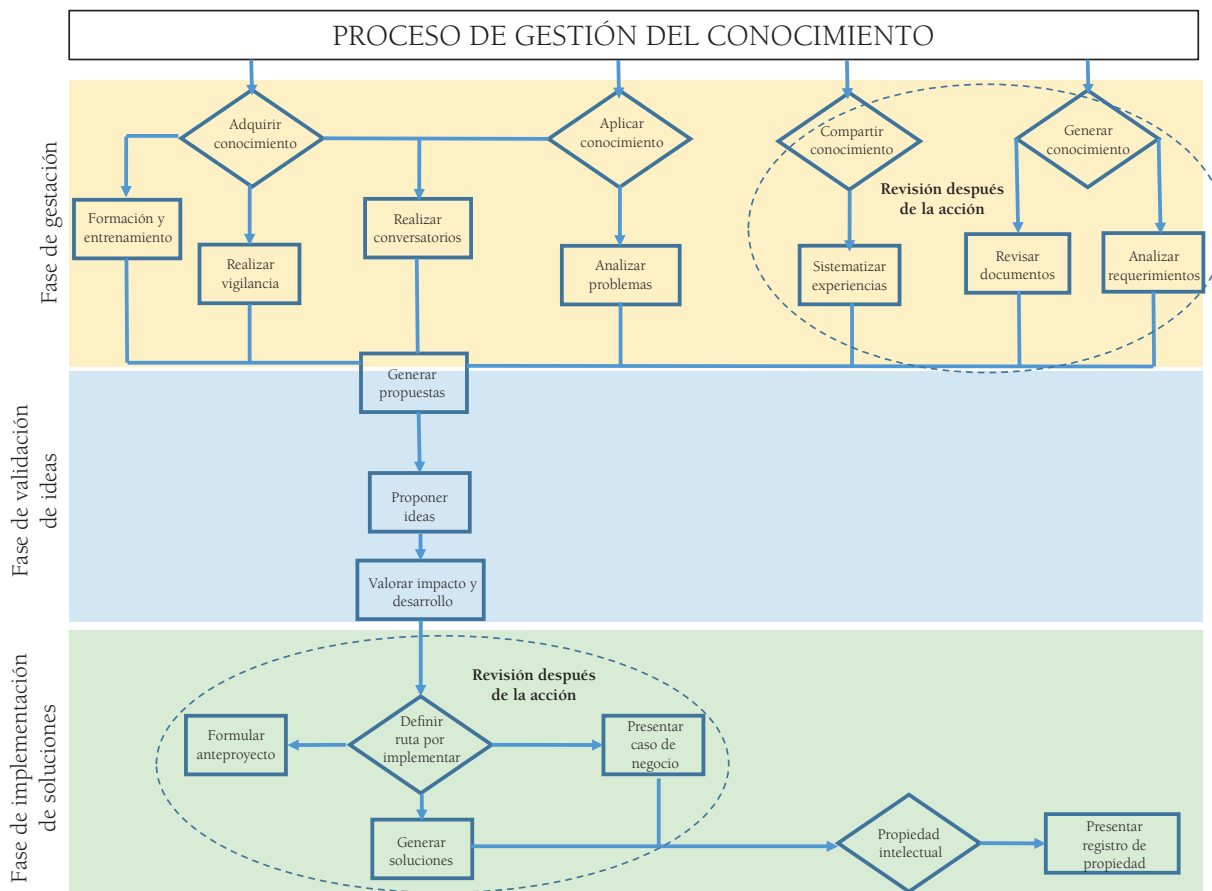 PROCESO DE GESTIÓN DEL CONOCIMIENTO
Fase de gestación
Adquirir
conocimiento
Aplicar
conocimiento
Compartir
conocimiento
Generar
conocimiento
Revisión después
de la acción
Formación y
entrenamiento
Realizar
vigilancia
Realizar
conversatorios
Analizar
problemas
Sistematizar
experiencias
Revisar
documentos
Analizar
requerimientos
Generar
propuestas
Fase de validación
de ideas
Proponer
ideas
Valorar impacto y
desarrollo
Fase de implementación
de soluciones
Revisión después
de la acción
Formular
anteproyecto
Definir
ruta por
implementar
Presentar
caso de
negocio
Generar
soluciones
Propiedad
intelectual
Presentar
registro de
propiedad